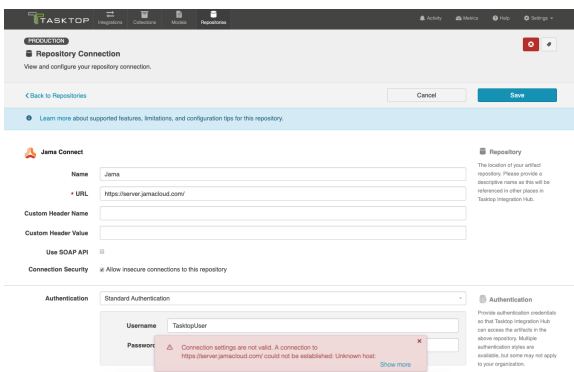 TASKTOP
Integrations Collections Models Repositories
Activity Metrics Help Settings
PRODUCTION
Repository Connection
View and configure your repository connection.
Back to Repositories
Cancel
Save
Learn more about supported features, limitations, and configuration tips for this repository.
Jama Connect
Name
Jama
* URL
https://server.jamacloud.com/
Custom Header Name
Custom Header Value
Use SOAP API
Connection Security
Allow insecure connections to this repository
Repository
The location of your artifact
repository. Please provide a
descriptive name as this will be
referenced in other places in
Tasktop Integration Hub.
Authentication
Standard Authentication
Username
TasktopUser
Password
Connection settings are not valid. A connection to
https://server.jamacloud.com/ could not be established: Unknown host.
Show more
Authentication
Provide authentication credentials
so that Tasktop Integration Hub
can access the artifacts in the
above repository. Multiple
authentication styles are
available, but some may not apply
to your organization.